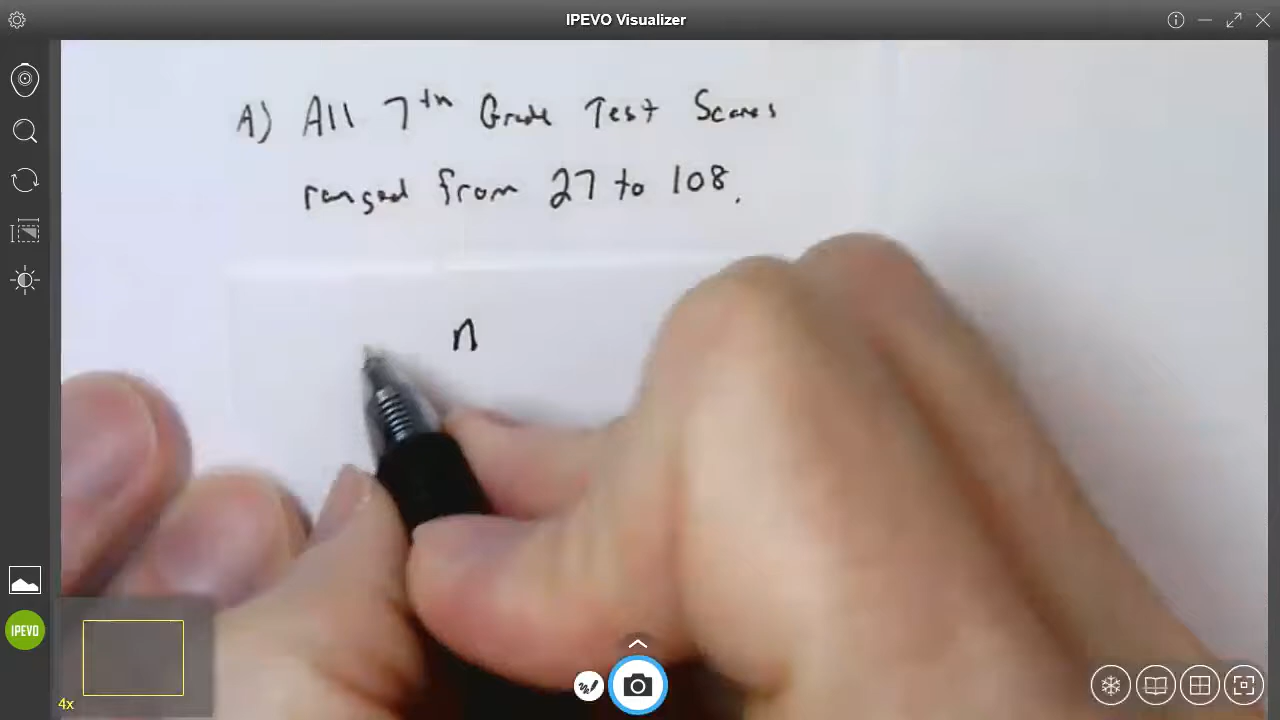 IPEVO Visualizer
A) All 7th Grade Test Scores
ranged from 27 to 108.
n
IPEVO
4x